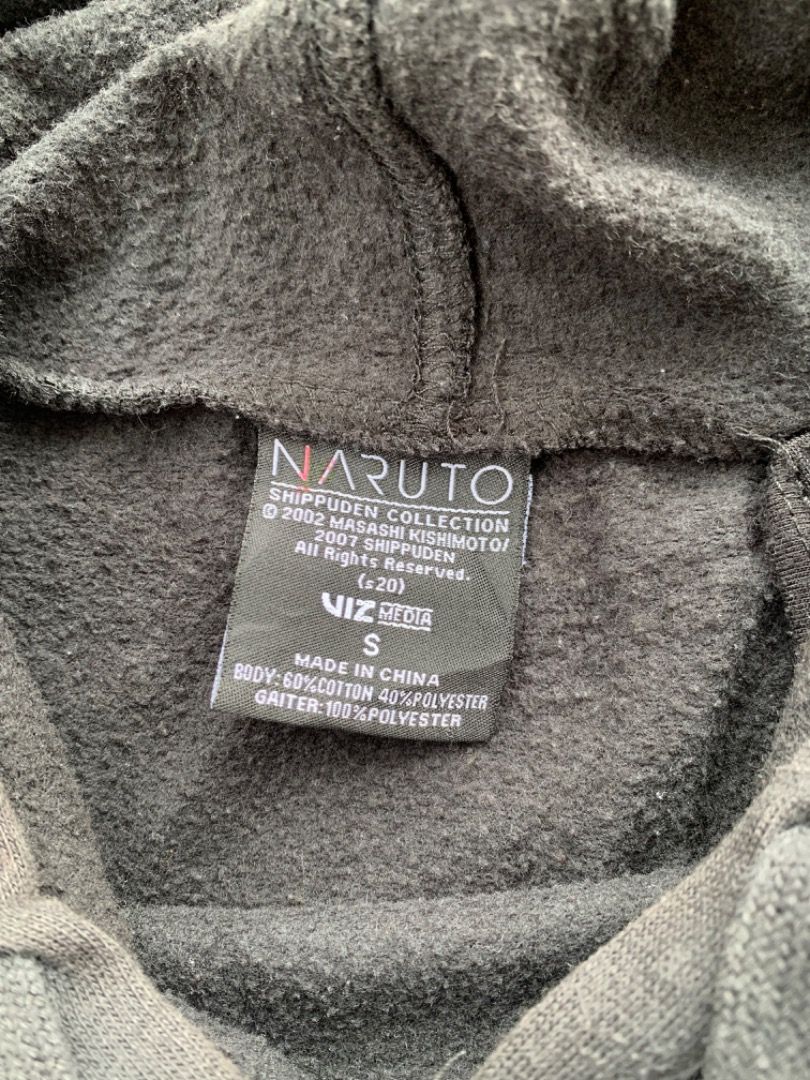 NARUTO
SHIPPUDEN COLLECTION
© 2002 MASASHI KISHIMOTO/
2007 SHIPPUDEN
All Rights Reserved.
(s20)
VIZ MEDIA
S
MADE IN CHINA
BODY: 60%COTTON 40%POLYESTER
GAITER: 100%POLYESTER